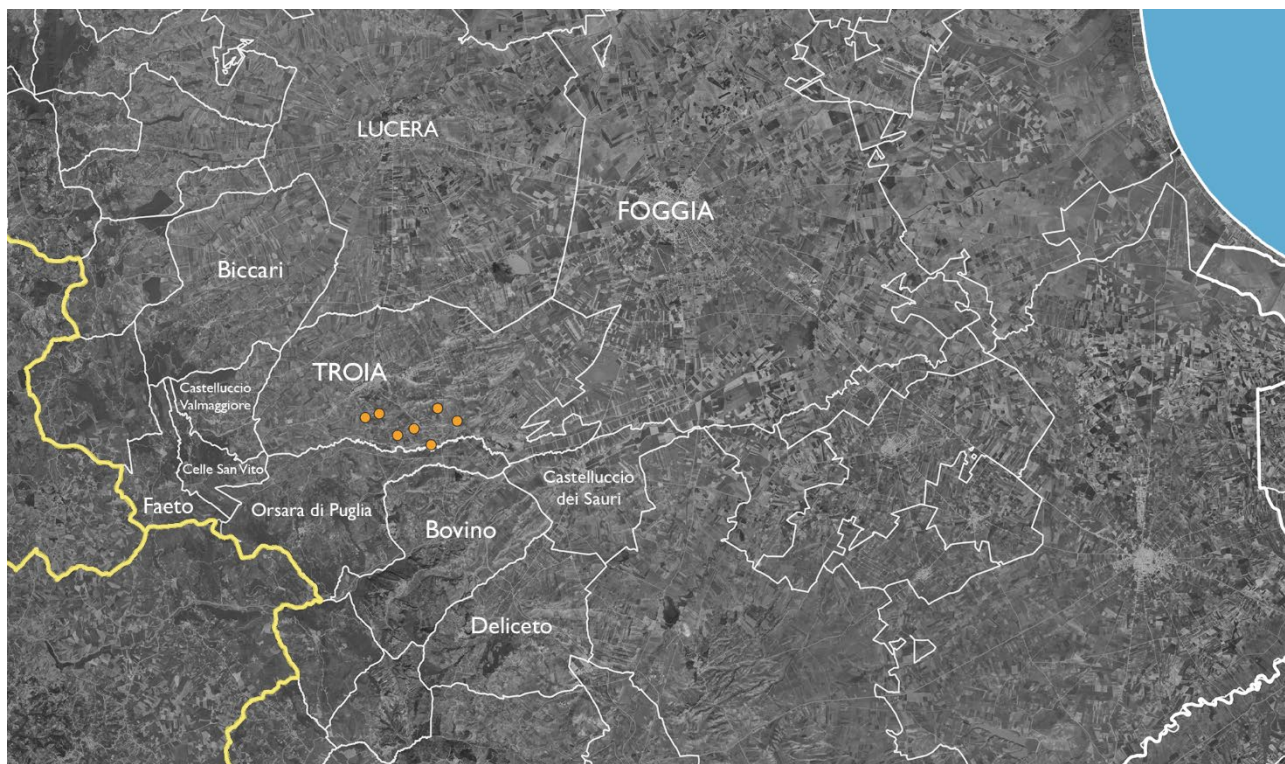 LUCERA
FOGGIA
Biccari
TROIA
Castelluccio
Valmaggiore
Celle San Vito
Faeto
Orsara di Puglia
Castelluccio
dei Sauri
Bovino
Deliceto